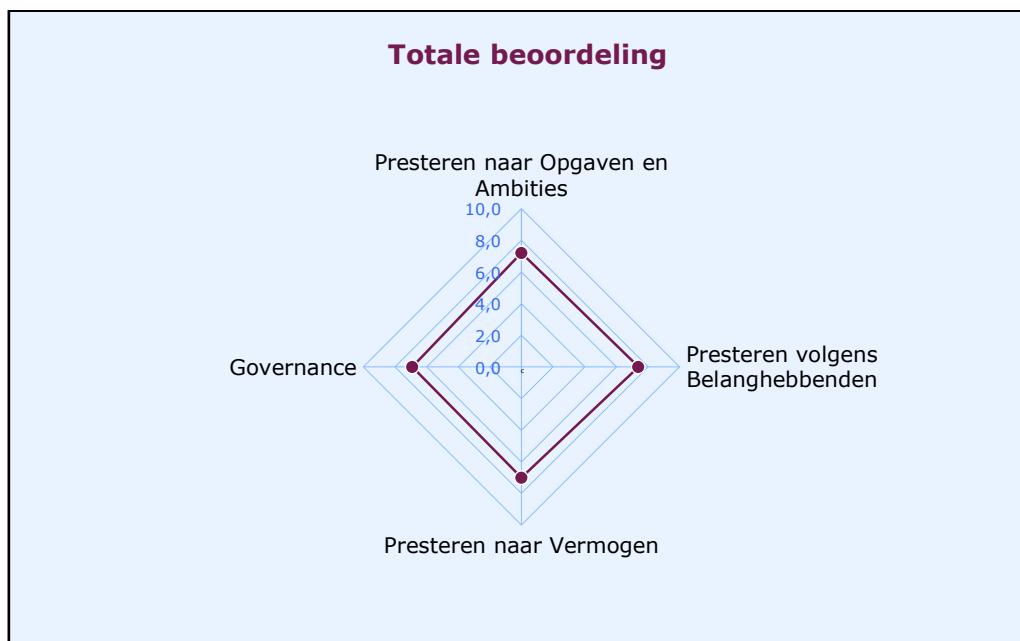 Totale beoordeling
Presteren naar Opgaven en
Ambities
10,0
8,0
6,0
4,0
2,0
0,0
c
Governance
Presteren volgens
Belanghebbenden
Presteren naar Vermogen